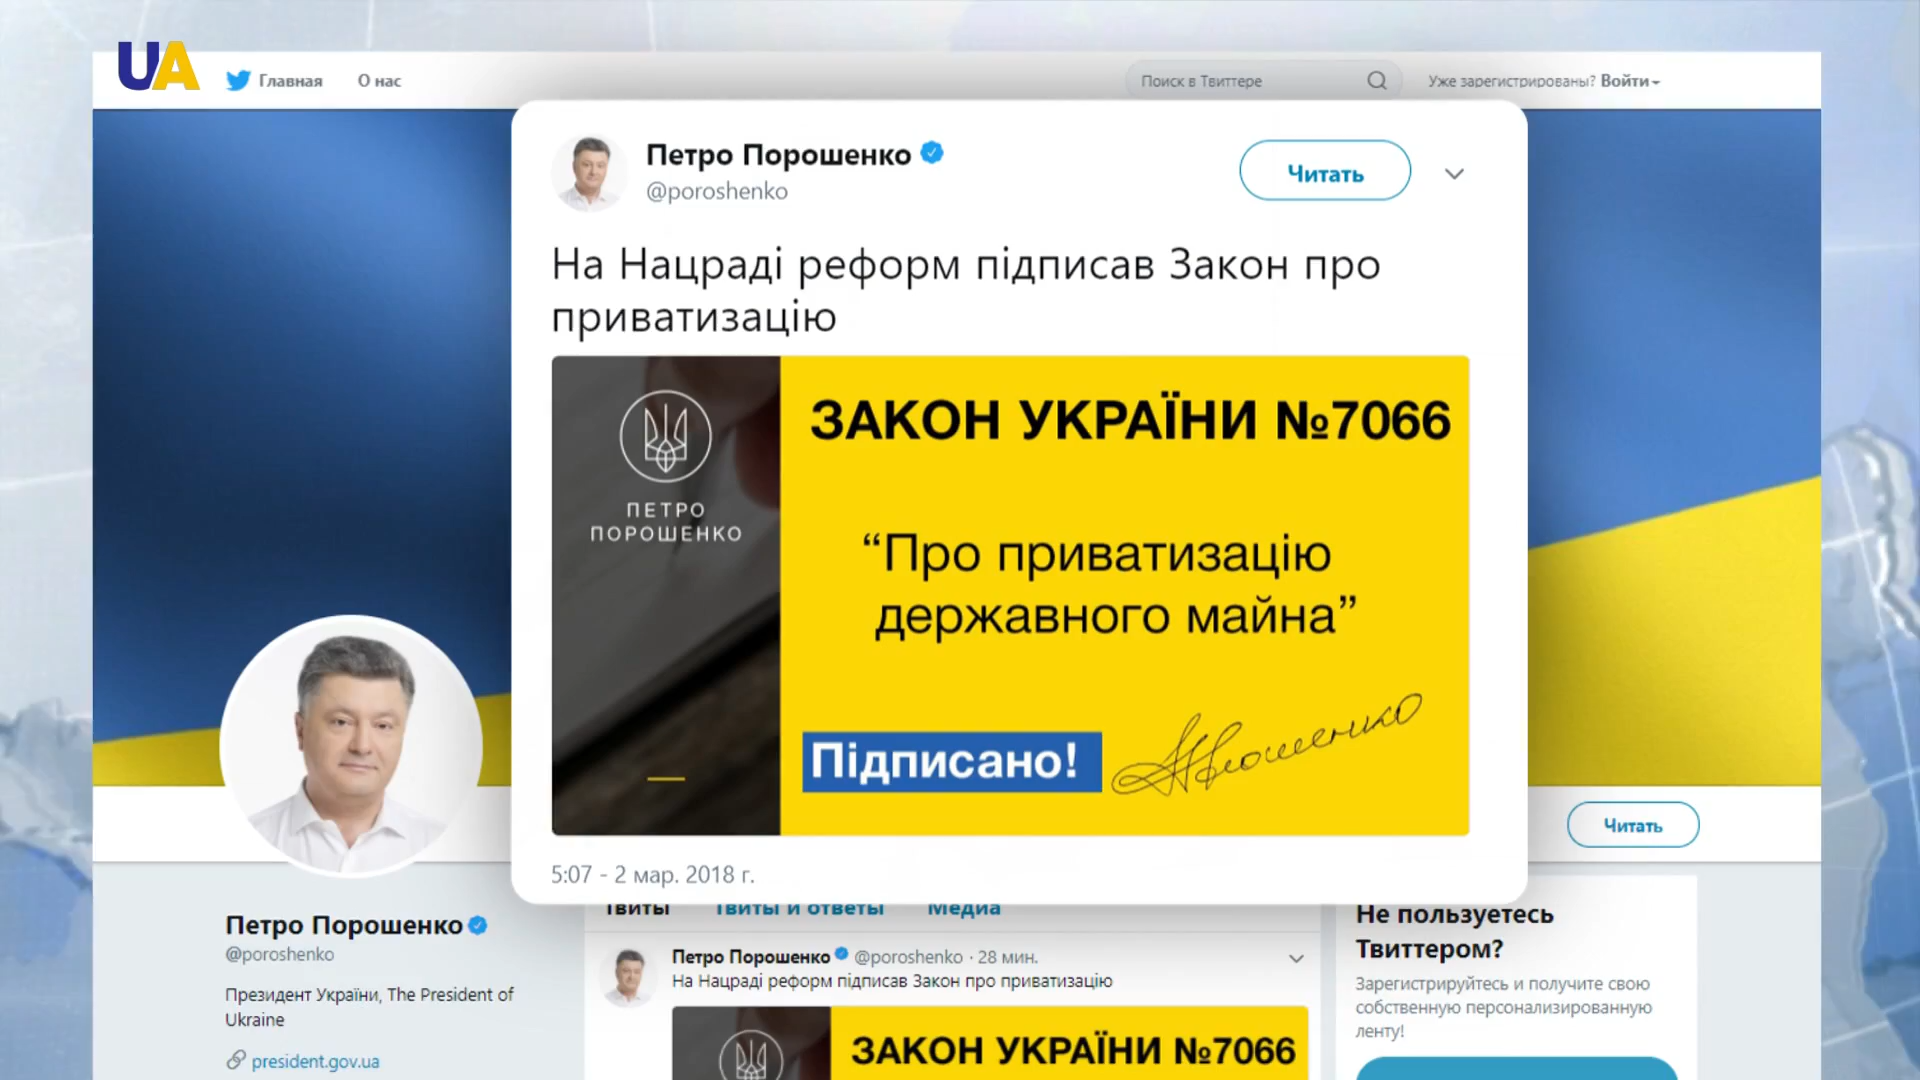 UA
Главная
О нас
Поиск в Твиттере
Уже зарегистрированы? Войти
Петро Порошенко
@poroshenko
Читать
На Нацраді реформ підписав Закон про
приватизацію
ПЕТРО
ПОРОШЕНКО
ЗАКОН УКРАЇНИ №7066
“Про приватизацію
державного майна”
Підписано!
Порошенко
5:07 - 2 мар. 2018 г.
Читать
Петро Порошенко
@poroshenko
Президент України, The President of
Ukraine
president.gov.ua
Твиты
Твиты и ответы
Медиа
Петро Порошенко @poroshenko · 28 мин.
На Нацраді реформ підписав Закон про приватизацію
ЗАКОН УКРАЇНИ №7066
Не пользуетесь
Твиттером?
Зарегистрируйтесь и получите свою
собственную персонализированную
ленту!